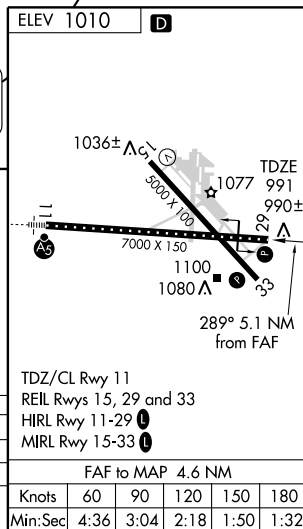 ELEV 1010 D
1036±
V
15
5000 X 100
1077
TDZE
991
990±
11
A5
7000 X 150
29
P
1100
1080
P
33
289° 5.1 NM
from FAF
TDZ/CL Rwy 11
REIL Rwys 15, 29 and 33
HIRL Rwy 11-29 L
MIRL Rwy 15-33 L
FAF to MAP 4.6 NM
Knots 60 90 120 150 180
Min:Sec 4:36 3:04 2:18 1:50 1:32